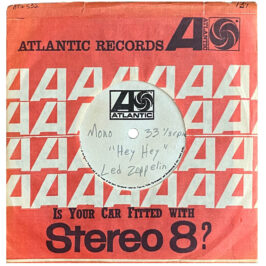 ATLANTIC RECORDS
ATLANTIC
Mono 33 1/3 rpm
"Hey Hey"
Led Zeppelin
IS YOUR CAR FITTED WITH
Stereo 8?